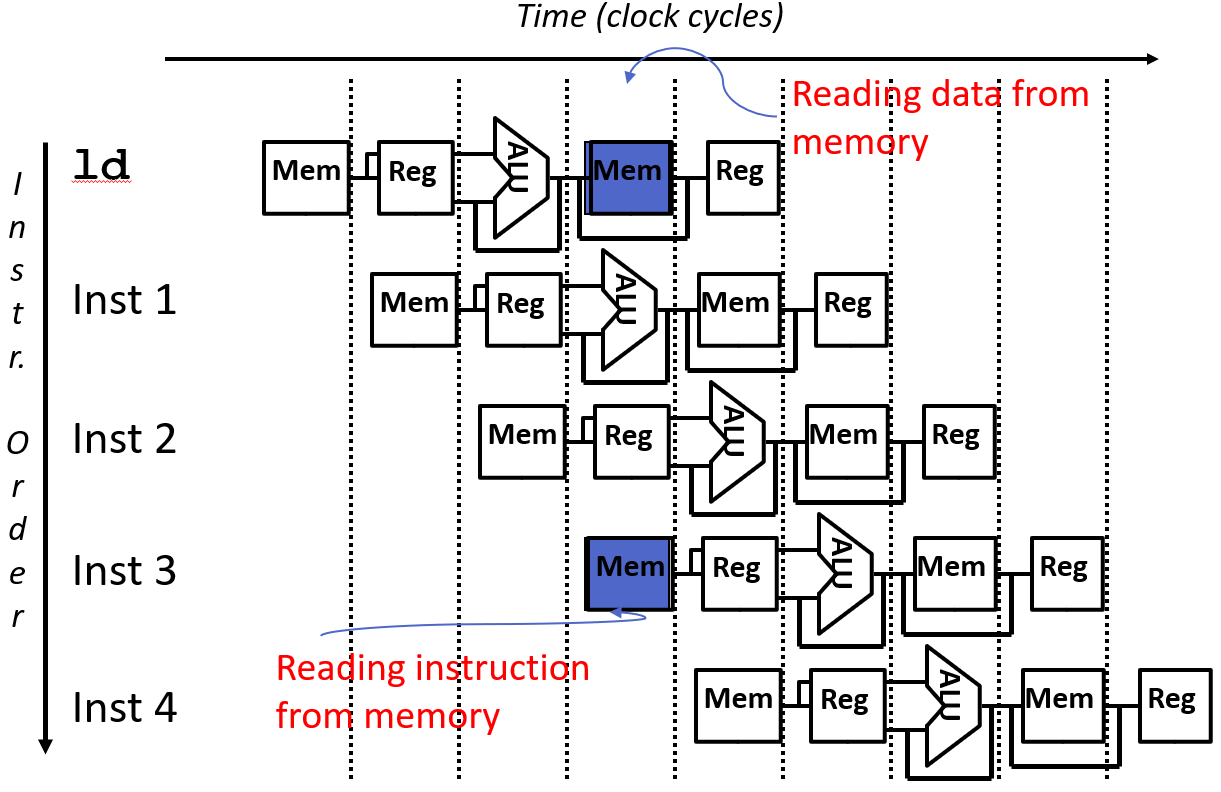 Time (clock cycles)
Reading data from
memory
Instr. Order
ld
Mem Reg ALU Mem Reg
Inst 1
Mem Reg ALU Mem Reg
Inst 2
Mem Reg ALU Mem Reg
Inst 3
Mem Reg ALU Mem Reg
Reading instruction
from memory
Inst 4
Mem Reg ALU Mem Reg